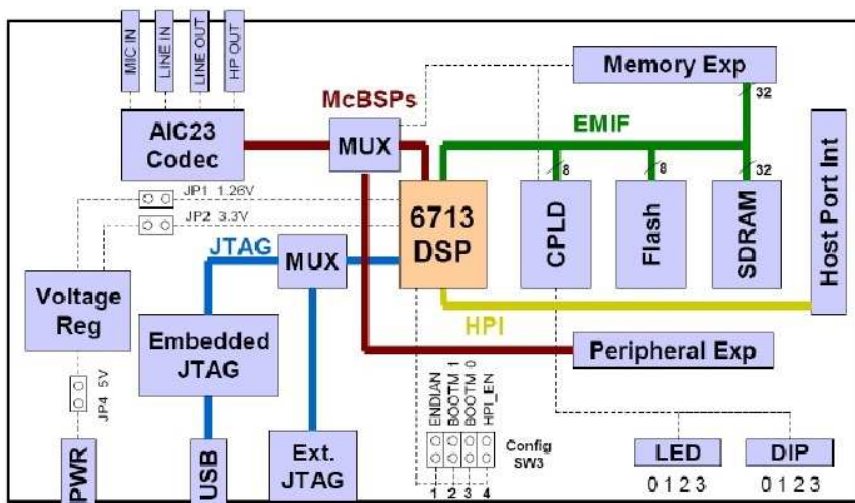 MIC IN
LINE IN
LINE OUT
HP OUT
Memory Exp
32
McBSPs
EMIF
AIC23
Codec
MUX
8
8
32
JP1 1.26V
JP2 3.3V
6713
DSP
CPLD
Flash
SDRAM
Host Port Int
JTAG
MUX
Voltage
Reg
HPI
Embedded
JTAG
Peripheral Exp
JP4 5V
ENDIAN
BOOTM 1
BOOTM 0
HPI_EN
Config
SW3
1 2 3 4
PWR
USB
Ext.
JTAG
LED
DIP
0 1 2 3
0 1 2 3